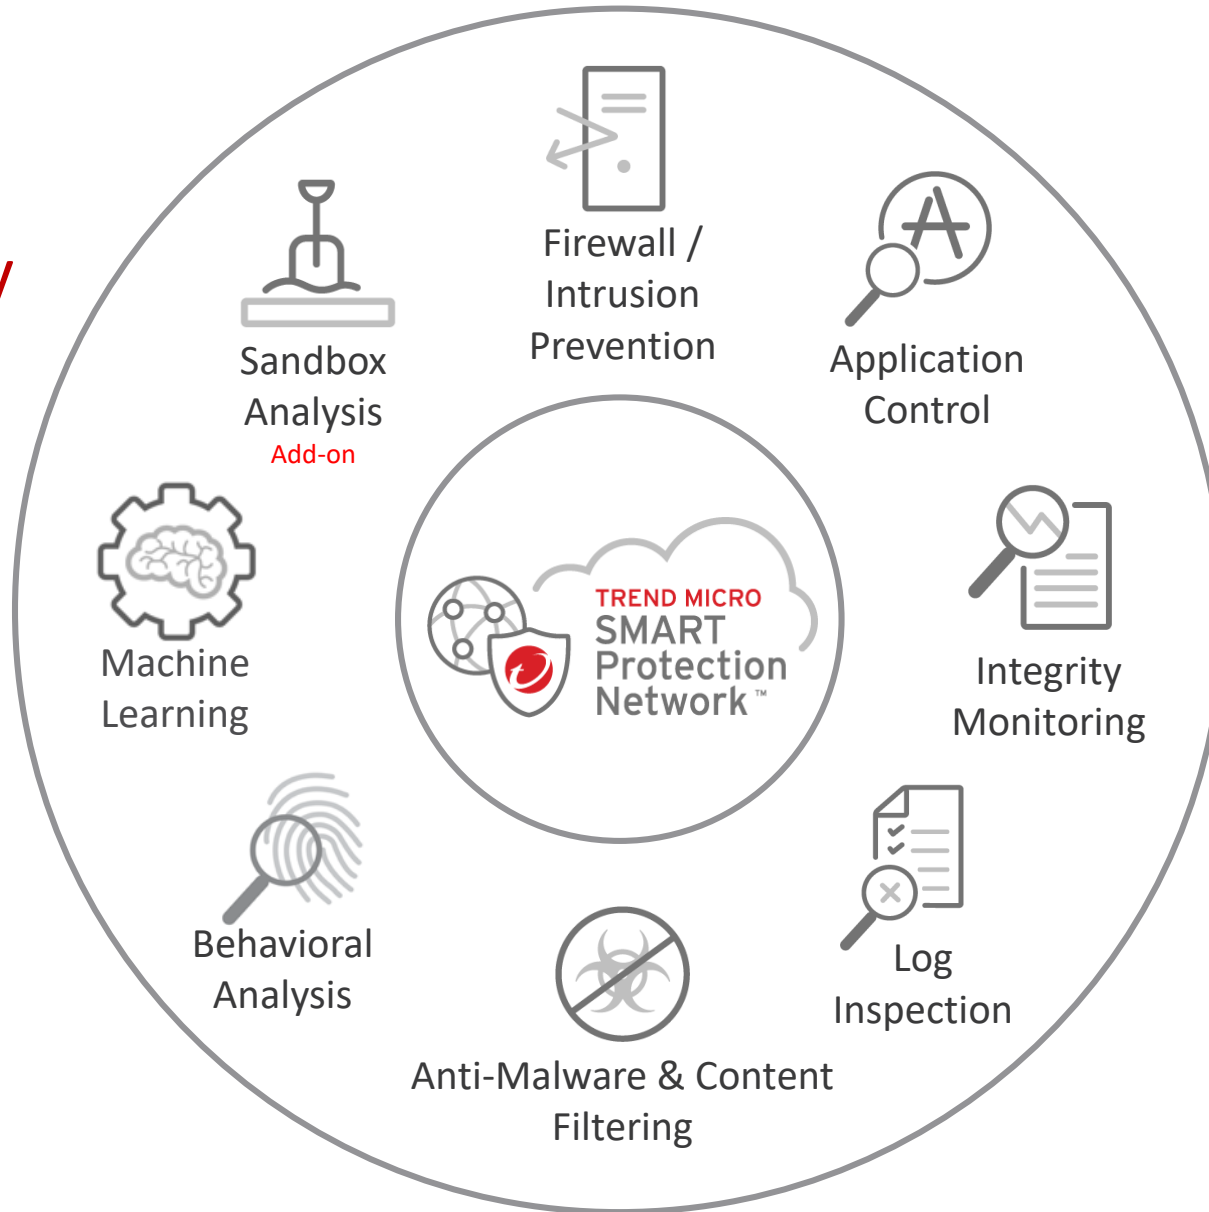 Firewall /
Intrusion
Prevention
Application
Control
Sandbox
Analysis
Add-on
Machine
Learning
TREND MICRO
SMART
Protection
Network™
Integrity
Monitoring
Behavioral
Analysis
Log
Inspection
Anti-Malware & Content
Filtering